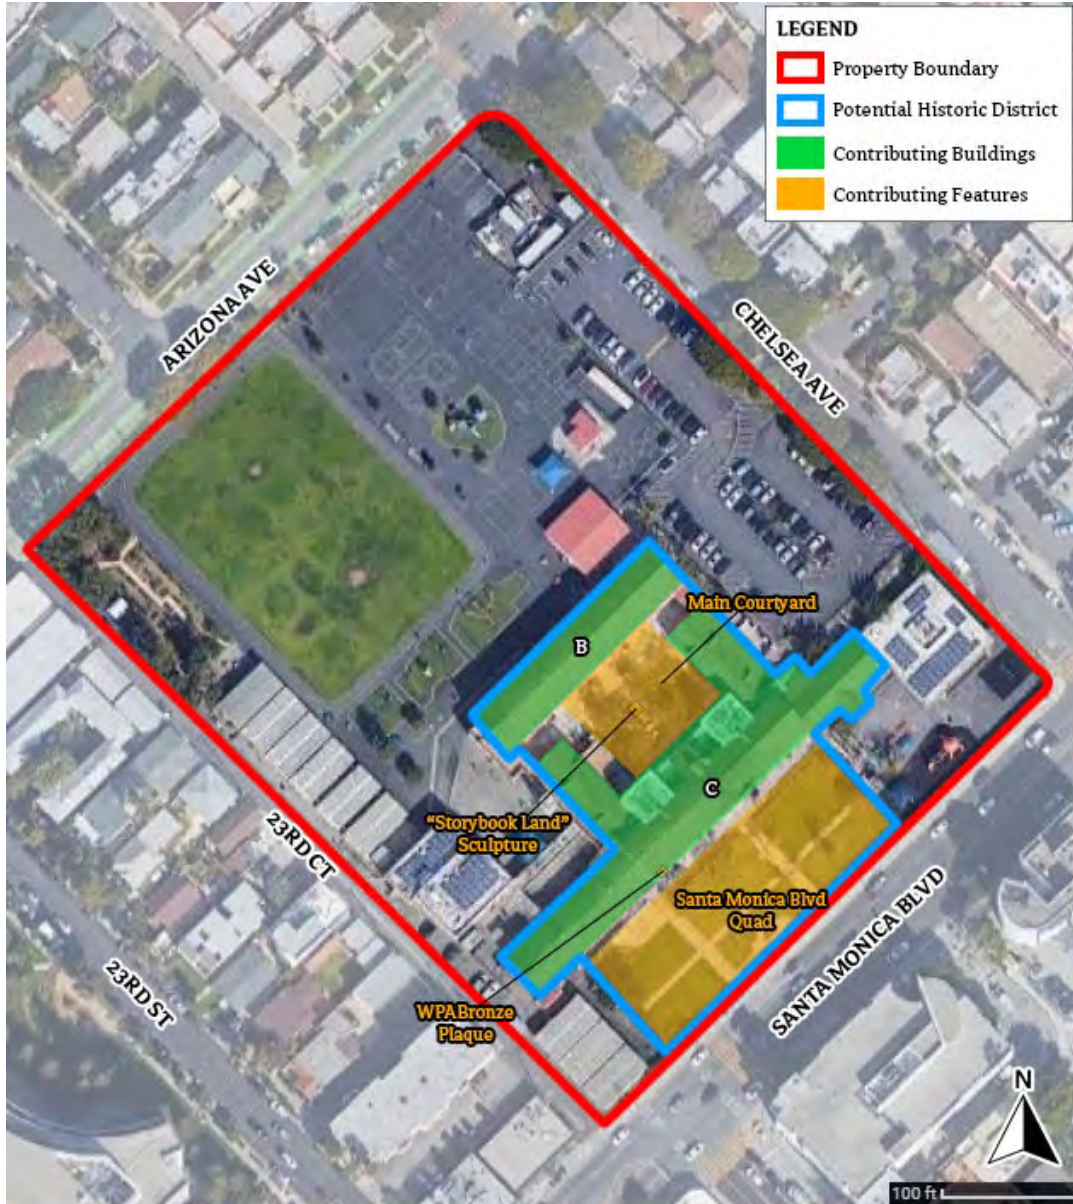 LEGEND
Property Boundary
Potential Historic District
Contributing Buildings
Contributing Features
ARIZONA AVE
CHELSEA AVE
Main Courtyard
B
C
"Storybook Land"
Sculpture
23RD CT
Santa Monica Blvd
Quad
SANTA MONICA BLVD
23RD ST
WPA Bronze
Plaque
N
100 ft